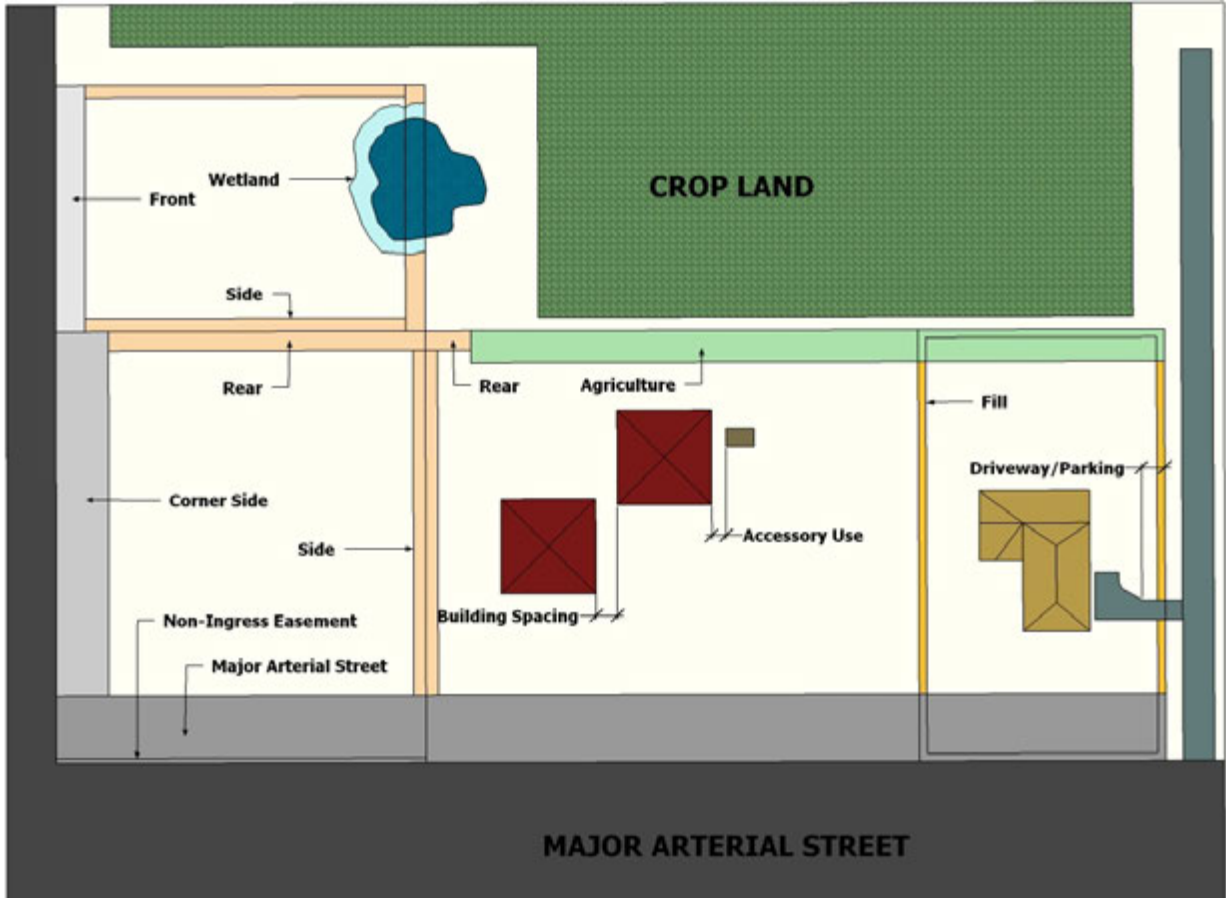 CROP LAND
Wetland
Front
Side
Rear
Rear
Agriculture
Fill
Driveway/Parking
Corner Side
Side
Accessory Use
Building Spacing
Non-Ingress Easement
Major Arterial Street
MAJOR ARTERIAL STREET